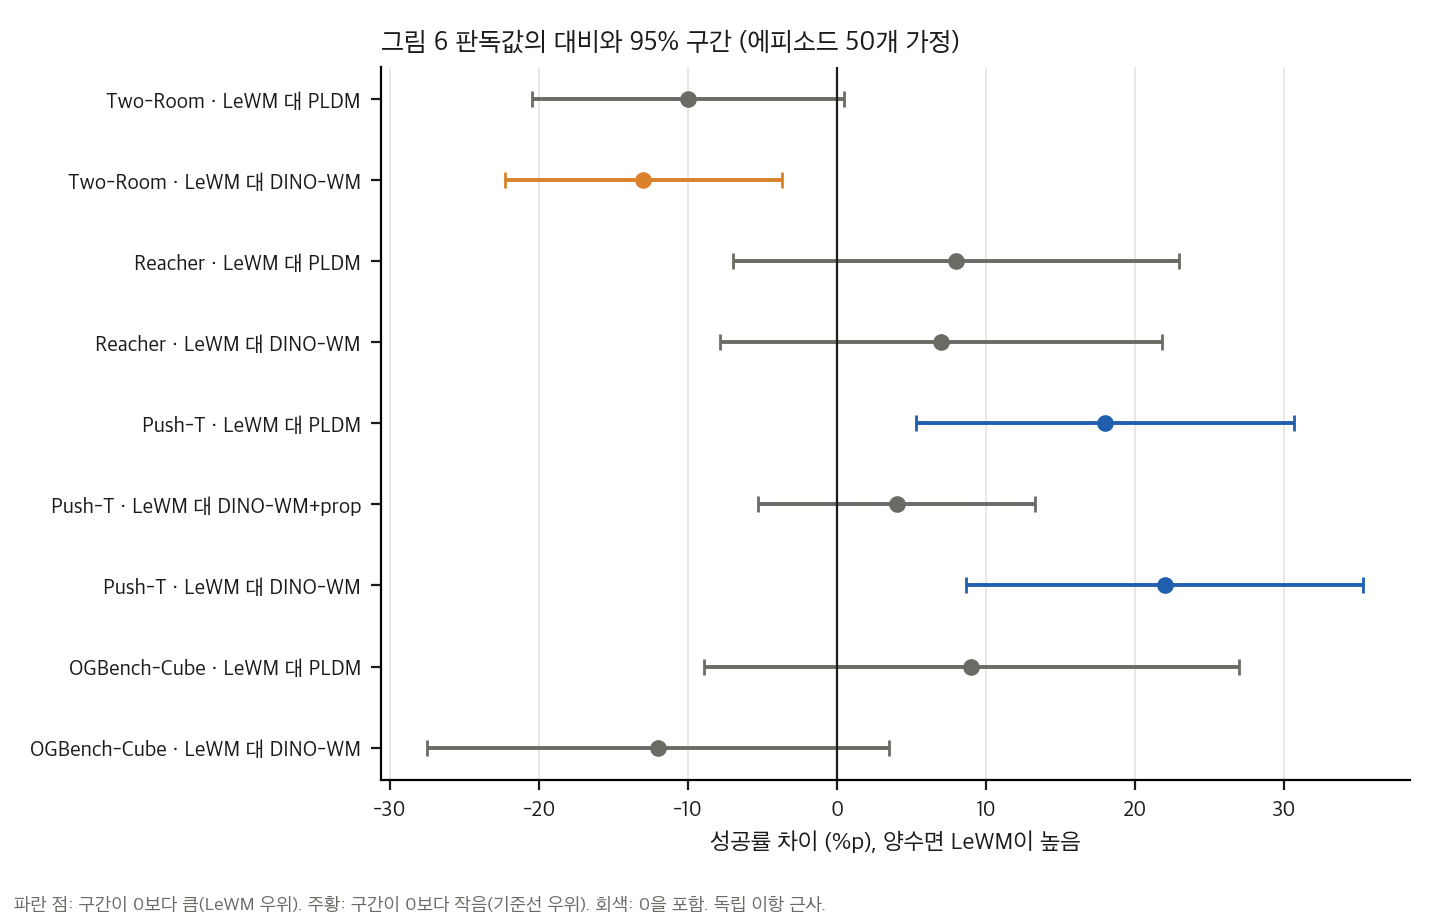 그림 6 판독값의 대비와 95% 구간 (에피소드 50개 가정)
Two-Room · LeWM 대 PLDM
Two-Room · LeWM 대 DINO-WM
Reacher · LeWM 대 PLDM
Reacher · LeWM 대 DINO-WM
Push-T · LeWM 대 PLDM
Push-T · LeWM 대 DINO-WM+prop
Push-T · LeWM 대 DINO-WM
OGBench-Cube · LeWM 대 PLDM
OGBench-Cube · LeWM 대 DINO-WM
-30 -20 -10 0 10 20 30
성공률 차이 (%p), 양수면 LeWM이 높음
파란 점: 구간이 0보다 큼(LeWM 우위). 주황: 구간이 0보다 작음(기준선 우위). 회색: 0을 포함. 독립 이항 근사.